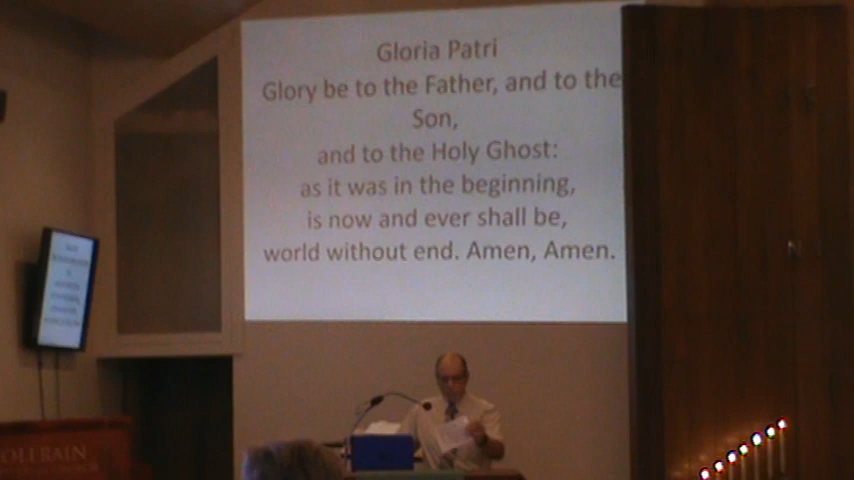 Gloria Patri
Glory be to the Father, and to the
Son,
and to the Holy Ghost:
as it was in the beginning,
is now and ever shall be,
world without end. Amen, Amen.